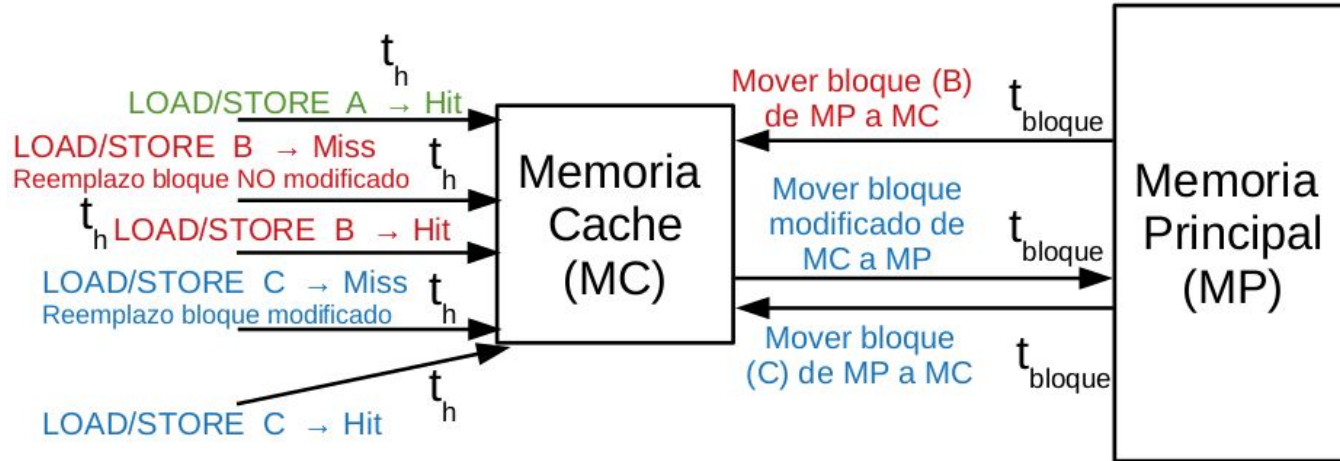 t_h
LOAD/STORE A → Hit
LOAD/STORE B → Miss
Reemplazo bloque NO modificado
t_h
t_h
LOAD/STORE B → Hit
LOAD/STORE C → Miss
Reemplazo bloque modificado
t_h
t_h
LOAD/STORE C → Hit
Memoria
Cache
(MC)
Mover bloque (B)
de MP a MC
t_bloque
Mover bloque
modificado de
MC a MP
t_bloque
Mover bloque
(C) de MP a MC
t_bloque
Memoria
Principal
(MP)